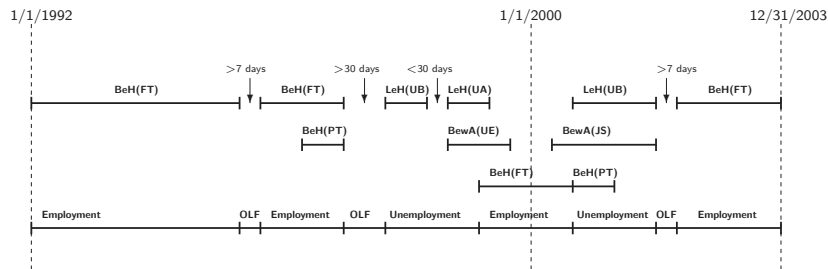 1/1/1992 1/1/2000 12/31/2003
>7 days >30 days <30 days >7 days
BeH(FT) BeH(FT) LeH(UB) LeH(UA) LeH(UB) BeH(FT)
BeH(PT) BewA(UE) BewA(JS)
BeH(FT) BeH(PT)
Employment OLF Employment OLF Unemployment Employment Unemployment OLF Employment